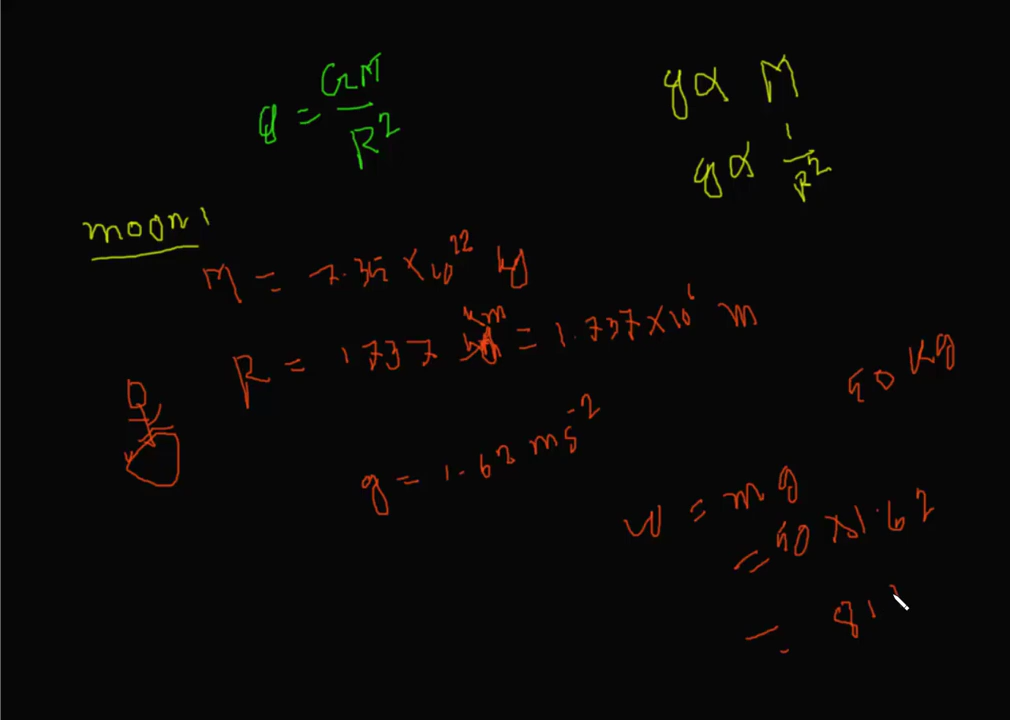 g = GM / R²
g ∝ M
g ∝ 1 / R²
moon:
M = 7.35 × 10²² kg
R = 1737 km = 1.737 × 10⁶ m
50 kg
g = 1.62 ms⁻²
W = mg
= 50 × 1.62
= 81